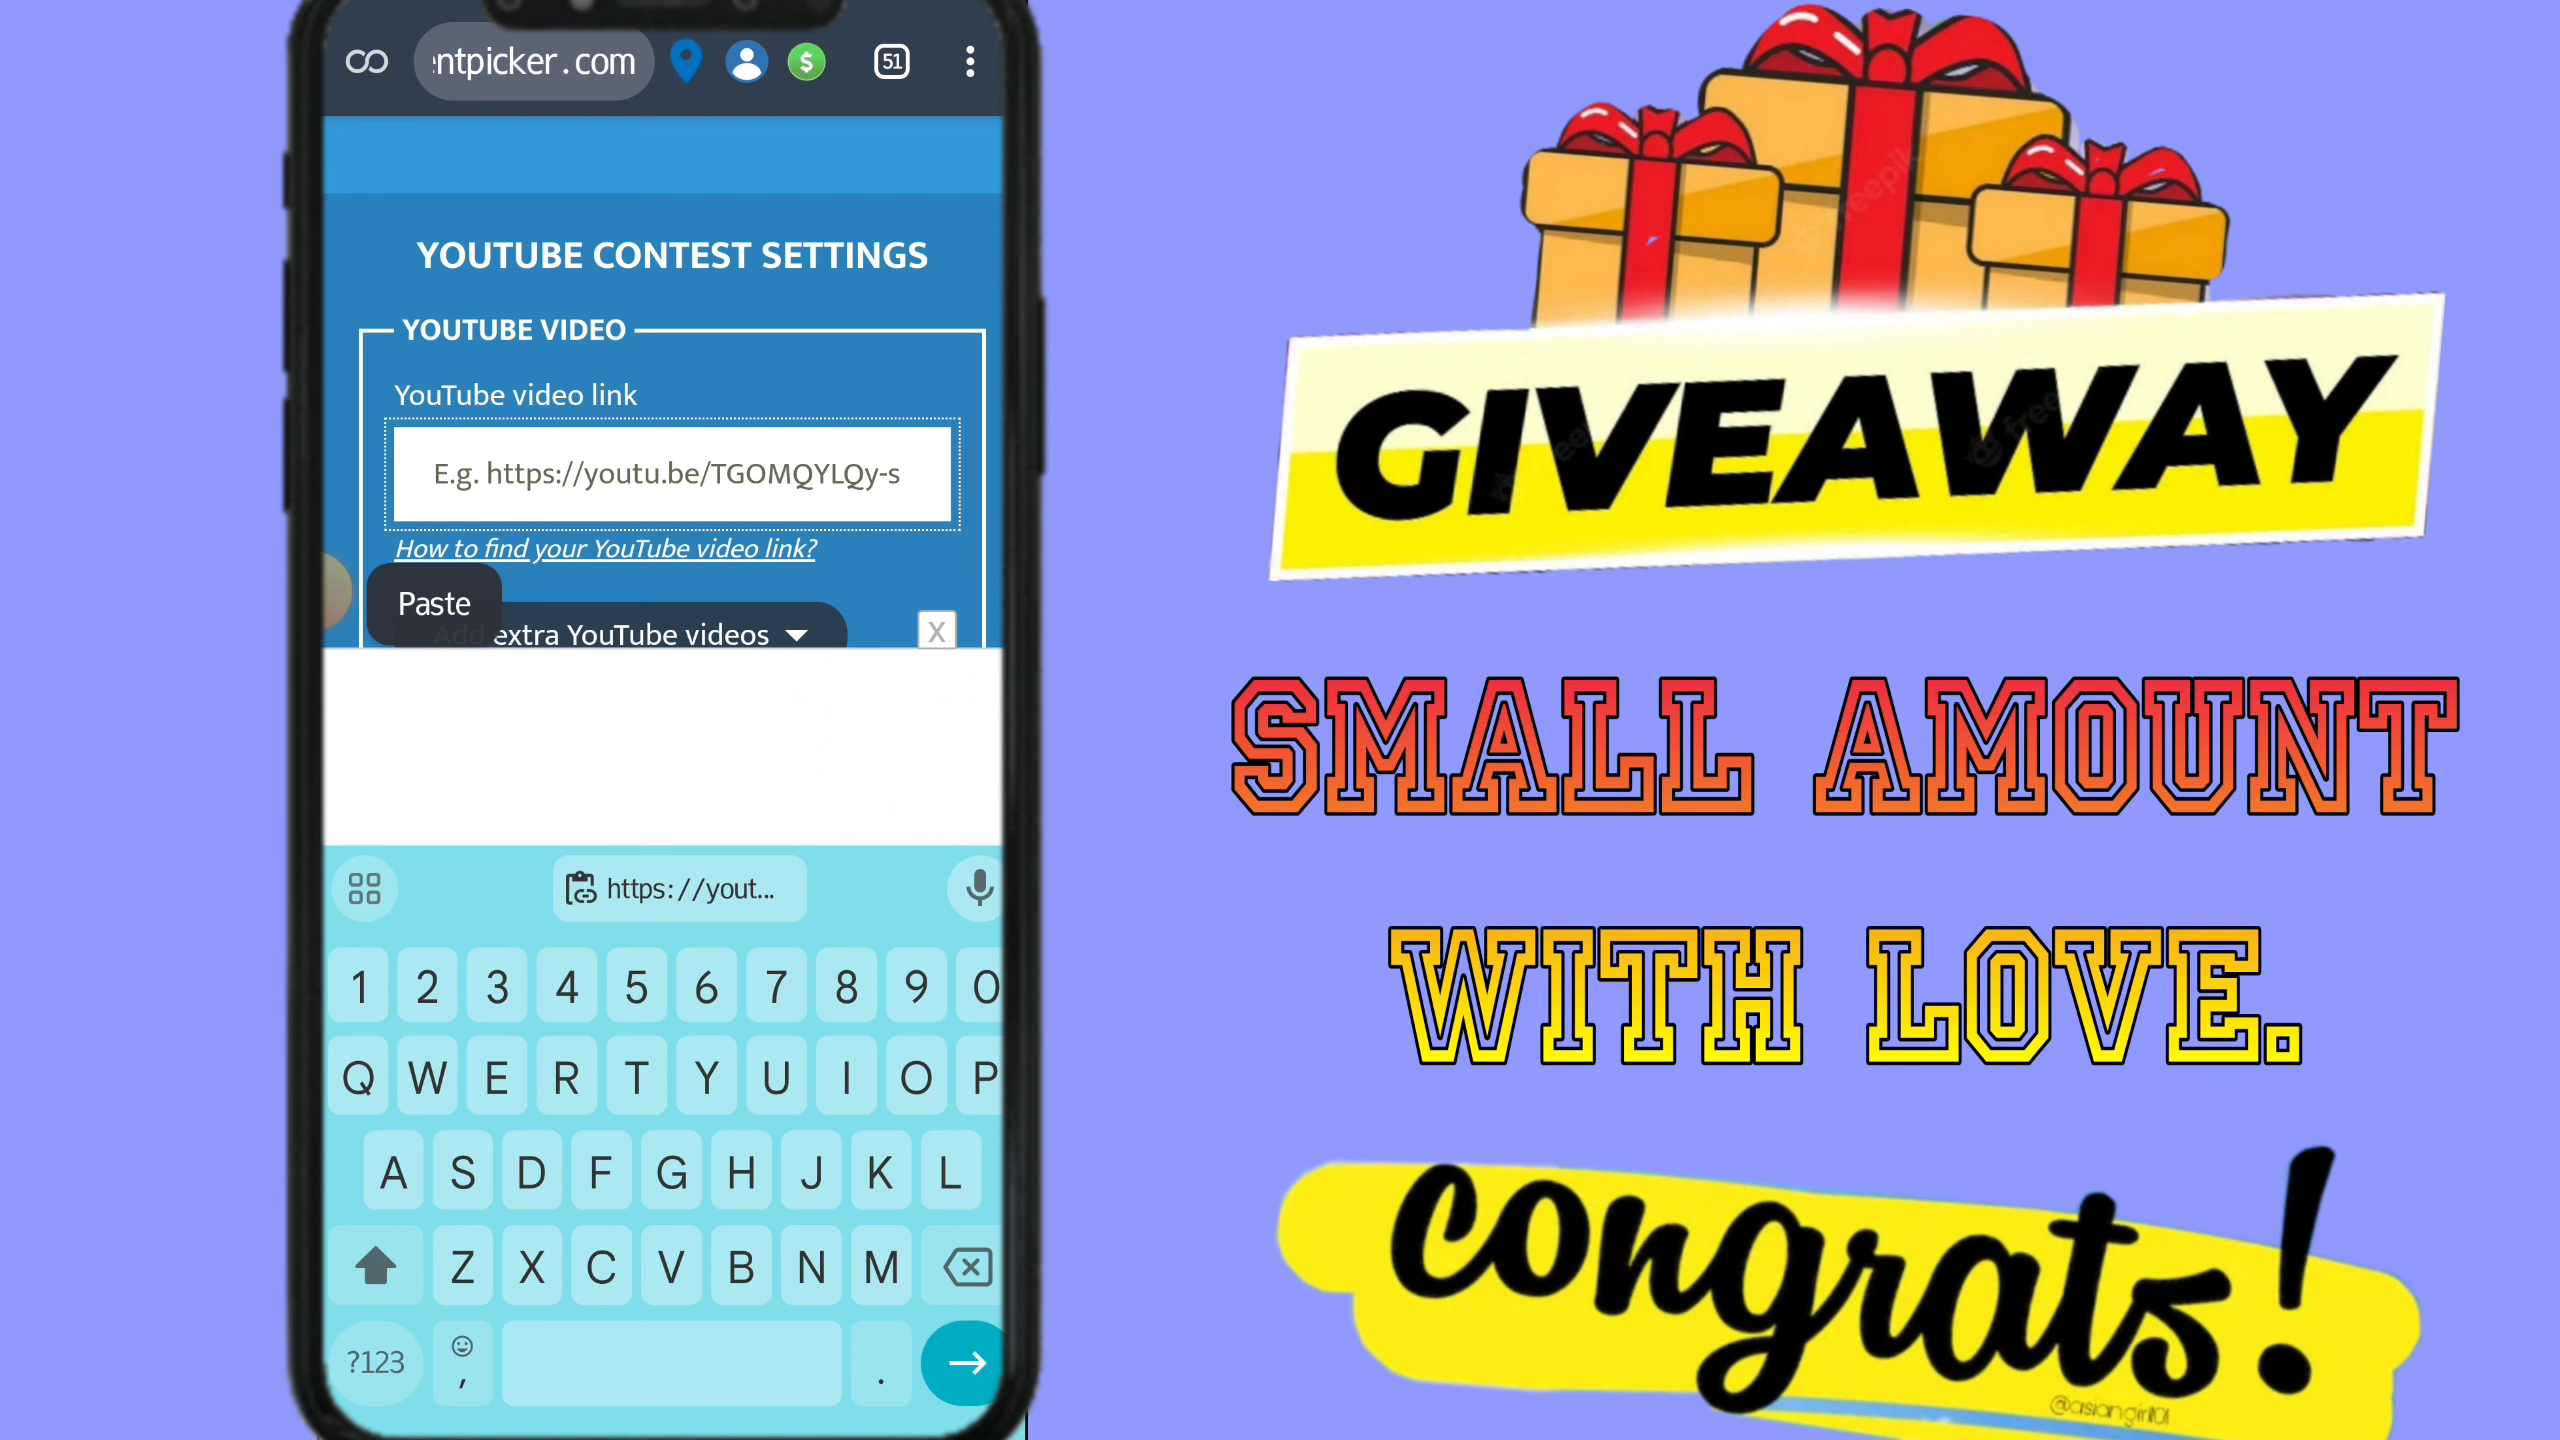 ntpicker.com
51
YOUTUBE CONTEST SETTINGS
YOUTUBE VIDEO
YouTube video link
E.g. https://youtu.be/TGOMQYLQy-s
How to find your YouTube video link?
Paste
Add extra YouTube videos
X
https://yout...
1 2 3 4 5 6 7 8 9 0
Q W E R T Y U I O P
A S D F G H J K L
Z X C V B N M
?123 , .
GIVEAWAY
SMALL AMOUNT
WITH LOVE.
congrats!
@asiangirl101